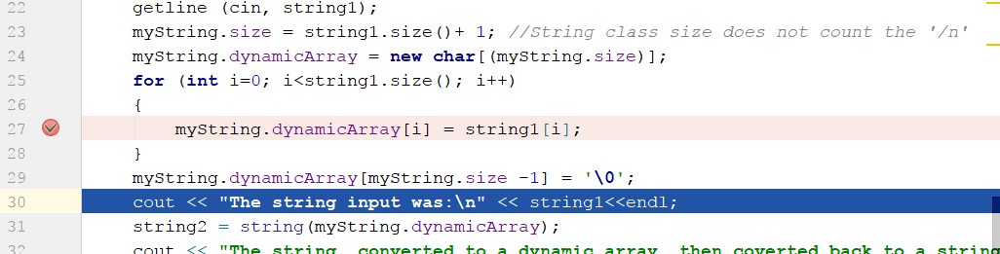 22 getline (cin, string1);
23 myString.size = string1.size()+ 1; //String class size does not count the '/n'
24 myString.dynamicArray = new char[(myString.size)];
25 for (int i=0; i<string1.size(); i++)
26 {
27 myString.dynamicArray[i] = string1[i];
28 }
29 myString.dynamicArray[myString.size -1] = '\0';
30 cout << "The string input was:\n" << string1<<endl;
31 string2 = string(myString.dynamicArray);
32 cout << "The string, converted to a dynamic array, then coverted back to a string